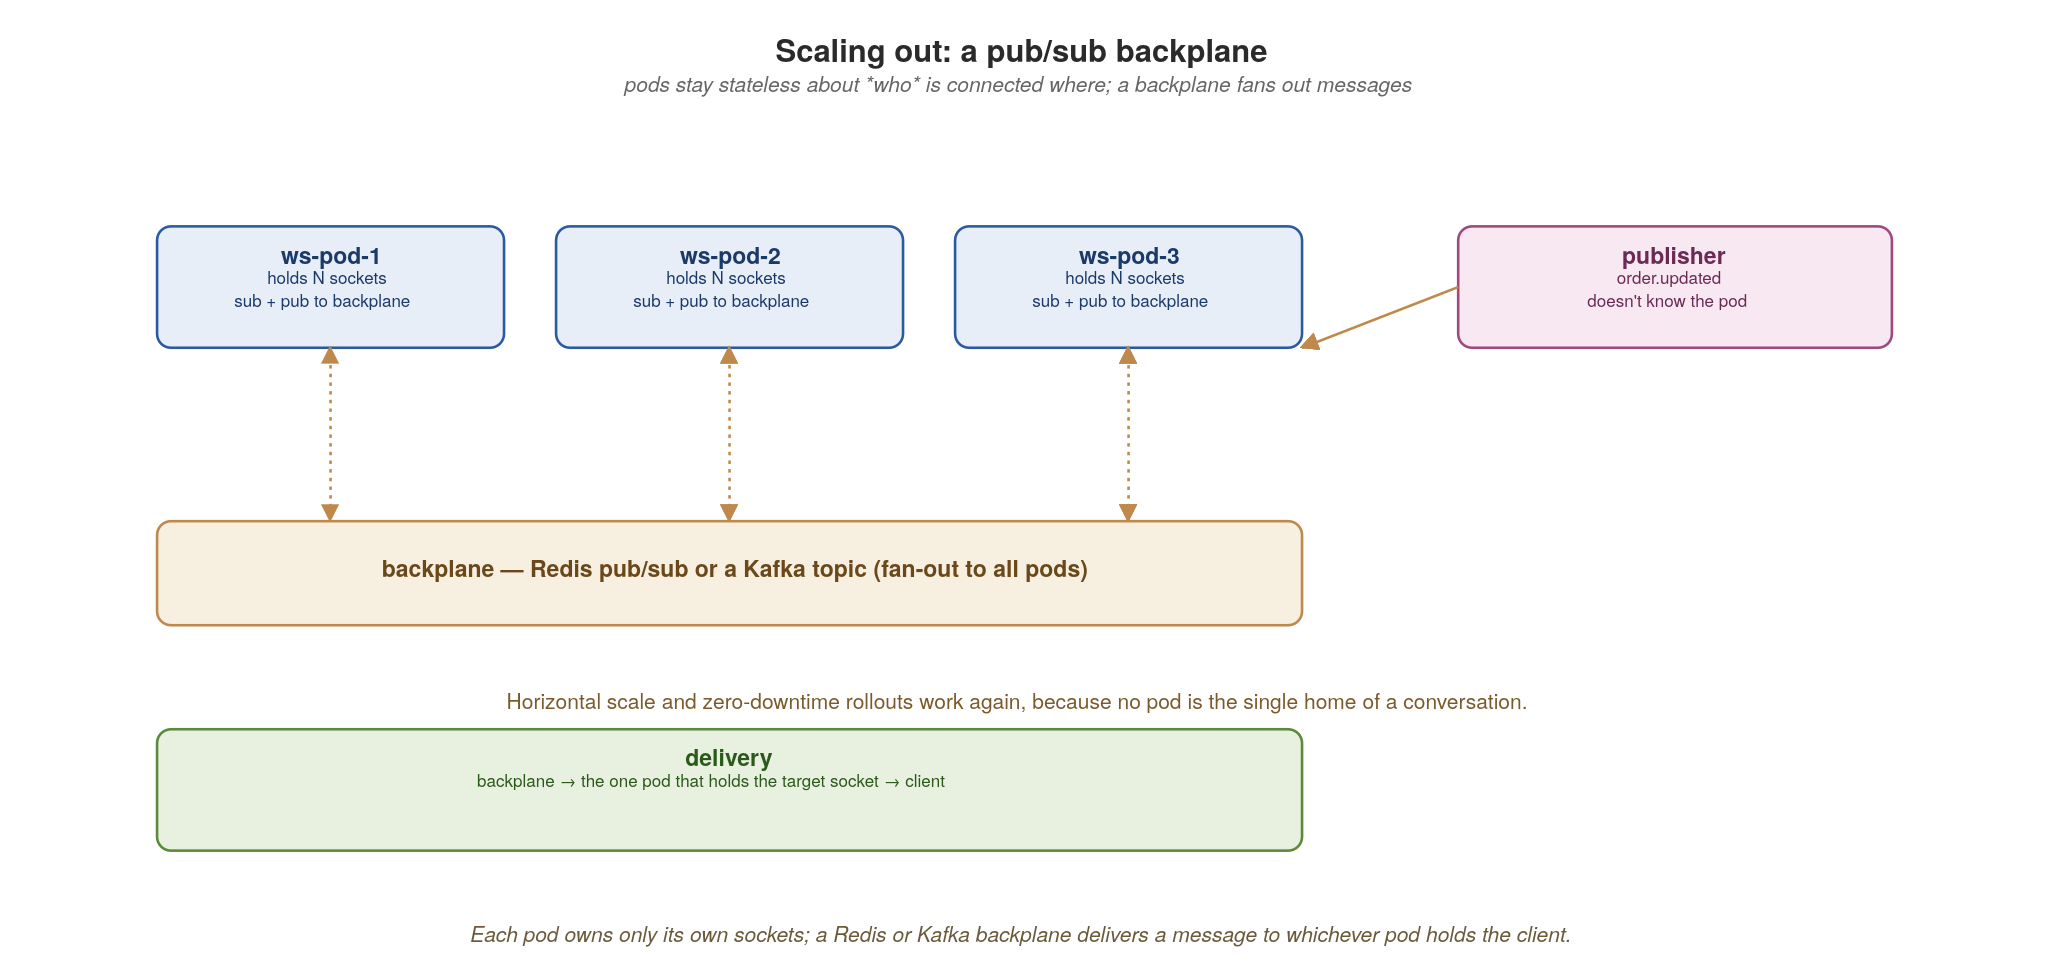 Scaling out: a pub/sub backplane
pods stay stateless about *who* is connected where; a backplane fans out messages
ws-pod-1
holds N sockets
sub + pub to backplane
ws-pod-2
holds N sockets
sub + pub to backplane
ws-pod-3
holds N sockets
sub + pub to backplane
publisher
order.updated
doesn't know the pod
backplane — Redis pub/sub or a Kafka topic (fan-out to all pods)
Horizontal scale and zero-downtime rollouts work again, because no pod is the single home of a conversation.
delivery
backplane → the one pod that holds the target socket → client
Each pod owns only its own sockets; a Redis or Kafka backplane delivers a message to whichever pod holds the client.